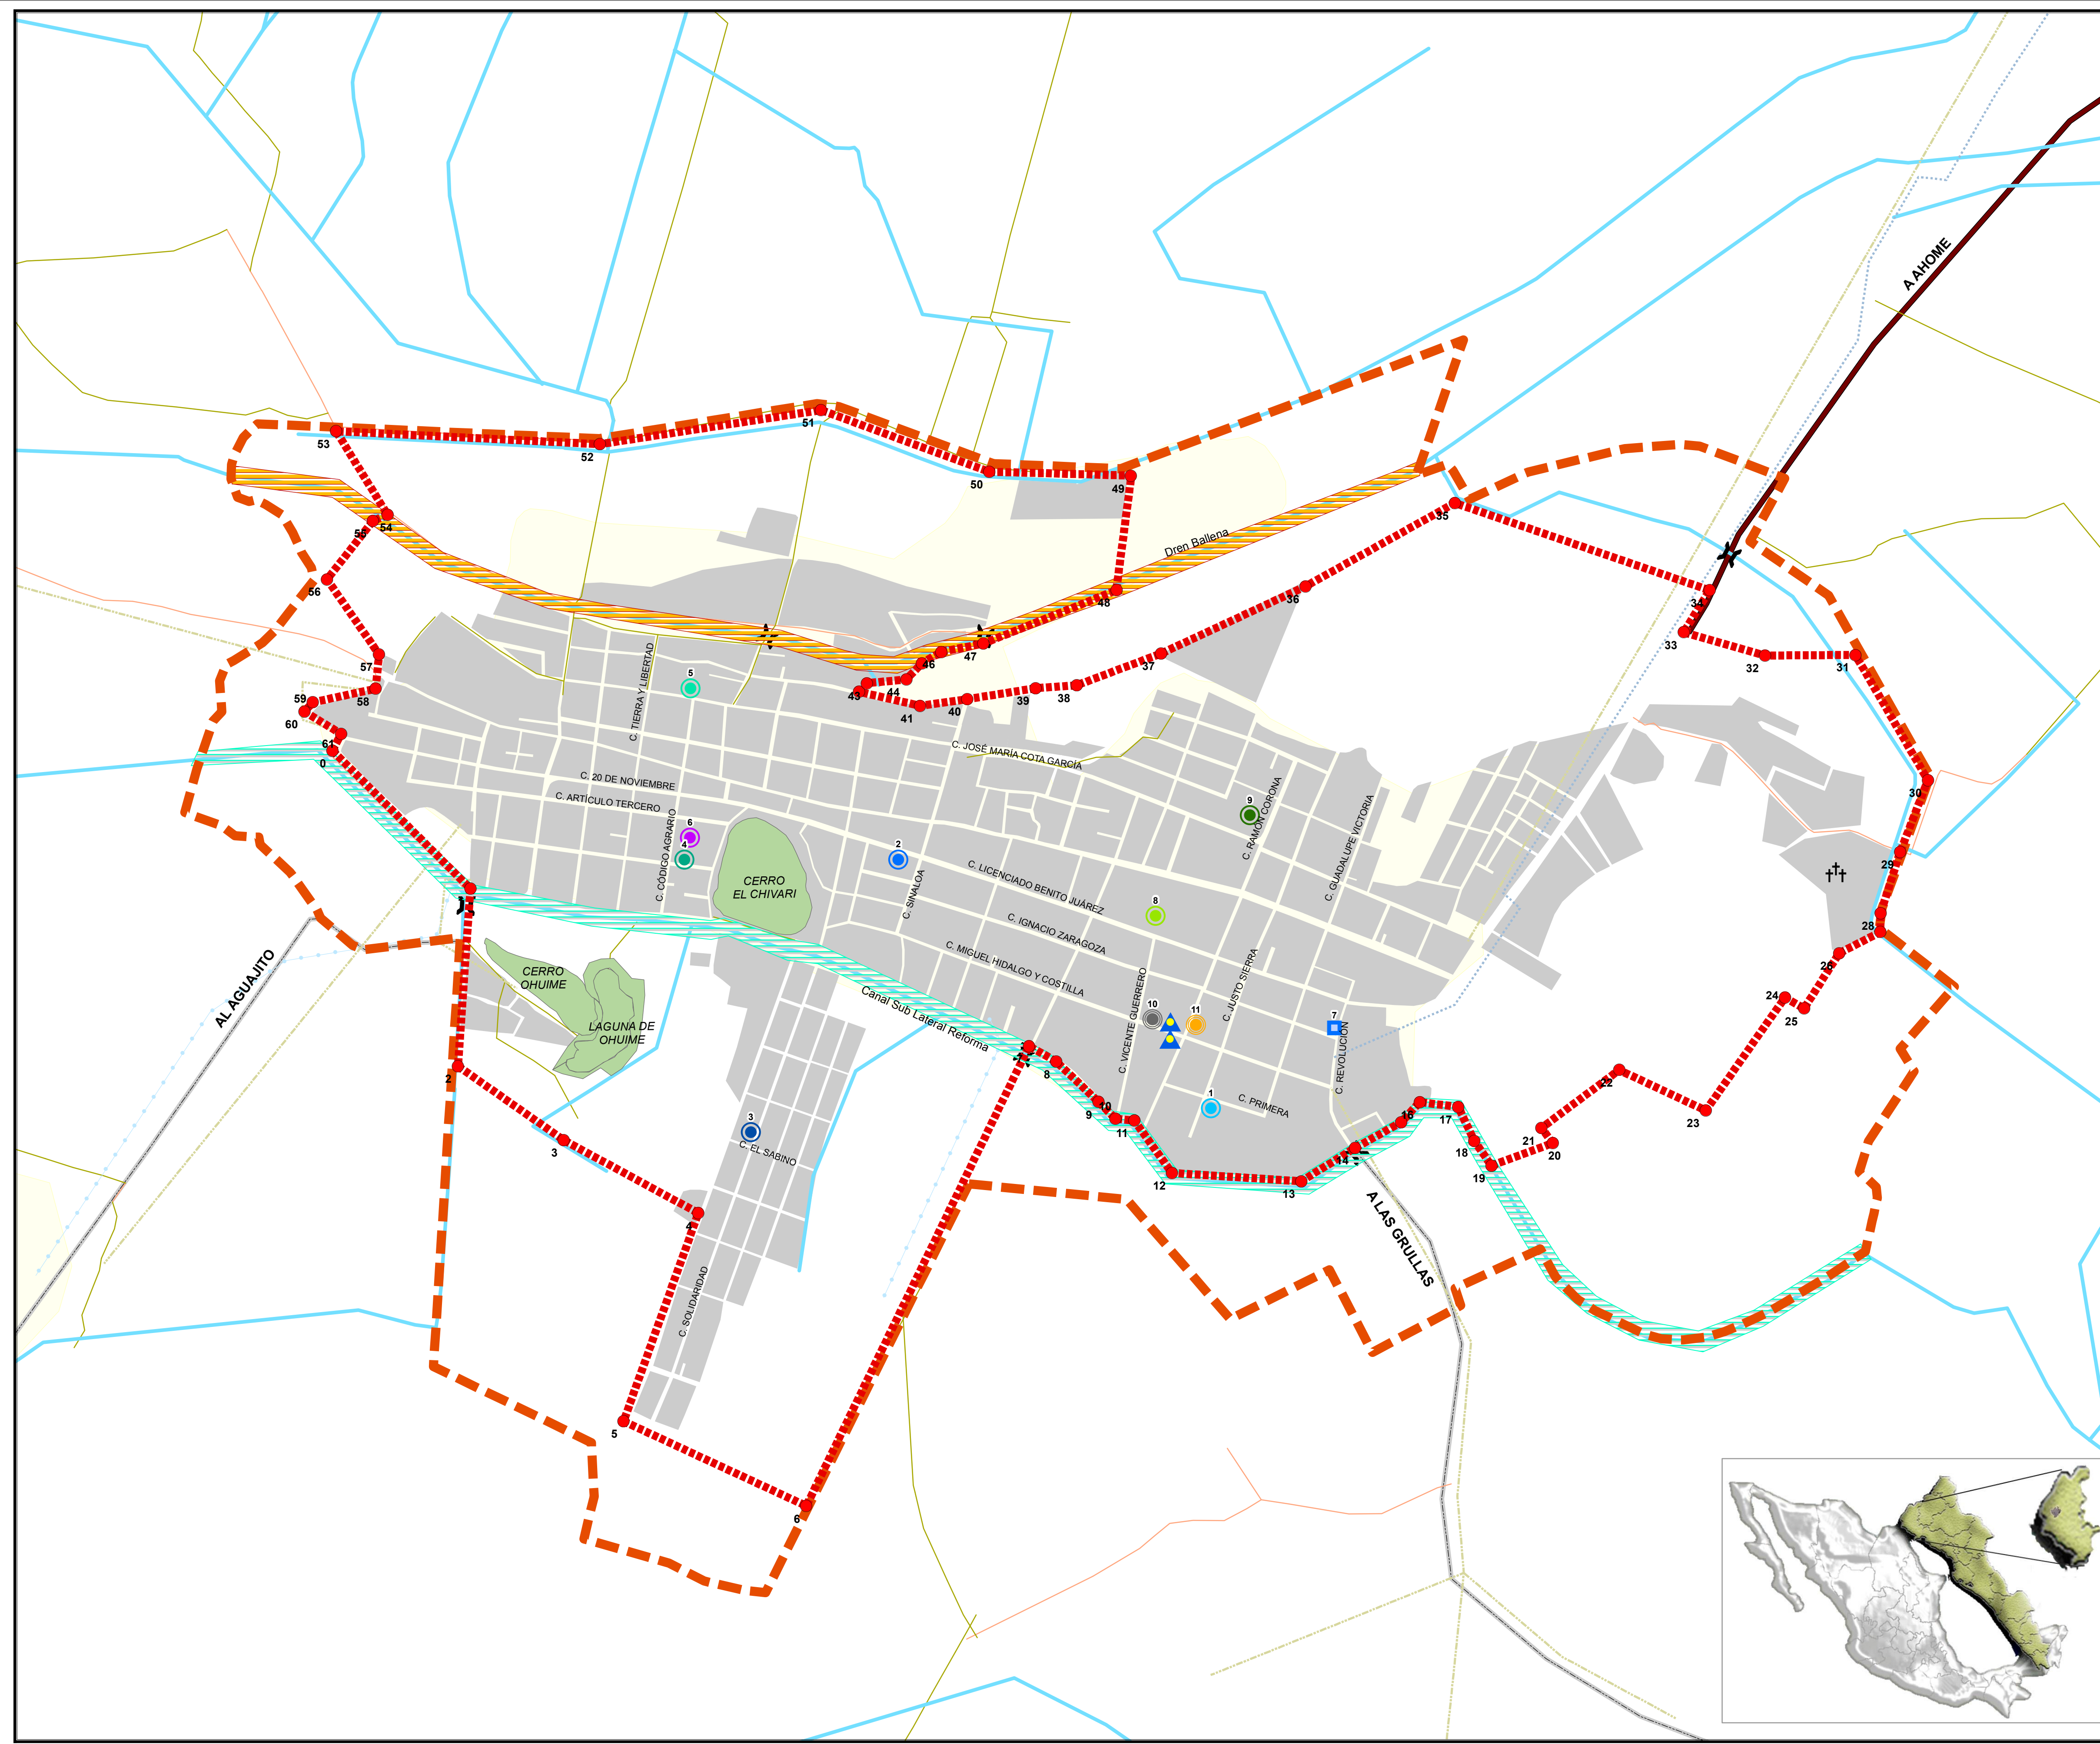 A AHOME
51
53
52
50
49
35
54
55
Dren Ballena
56
36
48
34
33
32
31
46
47
37
57
5
58
43
44
38
39
40
41
59
60
61
0
C. TIERRA Y LIBERTAD
C. JOSÉ MARÍA COTA GARCÍA
C. 20 DE NOVIEMBRE
C. ARTÍCULO TERCERO
30
9
C. RAMÓN CORONA
C. GUADALUPE VICTORIA
6
4
C. CÓDIGO AGRARIO
2
29
CERRO
EL CHIVARI
C. LICENCIADO BENITO JUÁREZ
C. SINALOA
8
C. IGNACIO ZARAGOZA
28
C. MIGUEL HIDALGO Y COSTILLA
26
AL AGUAJITO
CERRO
OHUIME
C. VICENTE GUERRERO
C. JUSTO SIERRA
24
25
10
11
7
Canal Sub Lateral Reforma
LAGUNA DE
OHUIME
C. REVOLUCIÓN
2
8
22
3
C. EL SABINO
1
C. PRIMERA
9
10
11
16
17
23
3
14
18
21
20
12
13
19
4
A LAS GRULLAS
C. SOLIDARIDAD
5
6